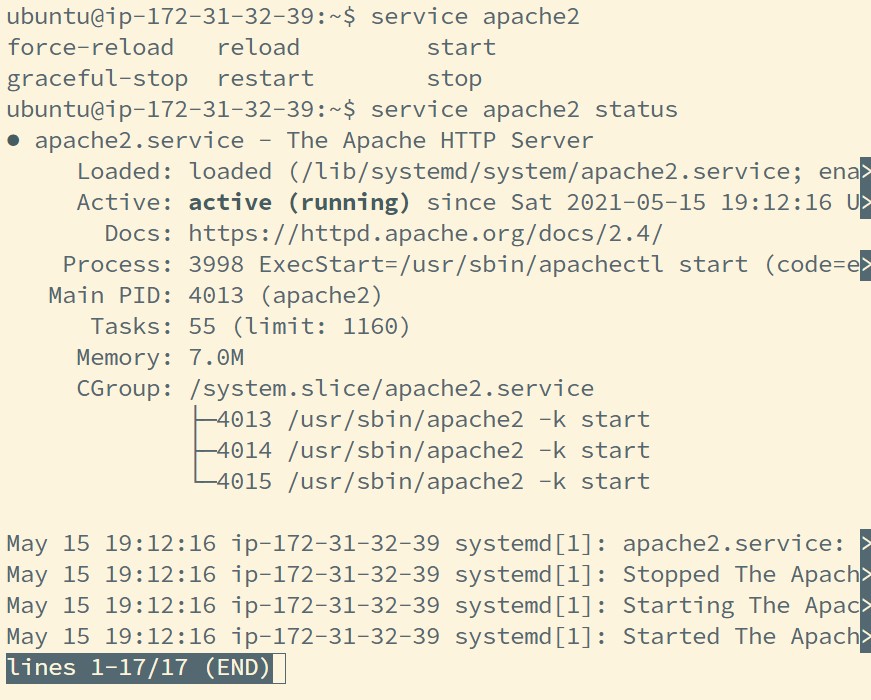 ubuntu@ip-172-31-32-39:~$ service apache2
force-reload   reload         start
graceful-stop  restart        stop
ubuntu@ip-172-31-32-39:~$ service apache2 status
● apache2.service - The Apache HTTP Server
     Loaded: loaded (/lib/systemd/system/apache2.service; ena>
     Active: active (running) since Sat 2021-05-15 19:12:16 U>
       Docs: https://httpd.apache.org/docs/2.4/
    Process: 3998 ExecStart=/usr/sbin/apachectl start (code=e>
   Main PID: 4013 (apache2)
      Tasks: 55 (limit: 1160)
     Memory: 7.0M
     CGroup: /system.slice/apache2.service
             ├─4013 /usr/sbin/apache2 -k start
             ├─4014 /usr/sbin/apache2 -k start
             └─4015 /usr/sbin/apache2 -k start

May 15 19:12:16 ip-172-31-32-39 systemd[1]: apache2.service: >
May 15 19:12:16 ip-172-31-32-39 systemd[1]: Stopped The Apach>
May 15 19:12:16 ip-172-31-32-39 systemd[1]: Starting The Apac>
May 15 19:12:16 ip-172-31-32-39 systemd[1]: Started The Apach>
lines 1-17/17 (END)